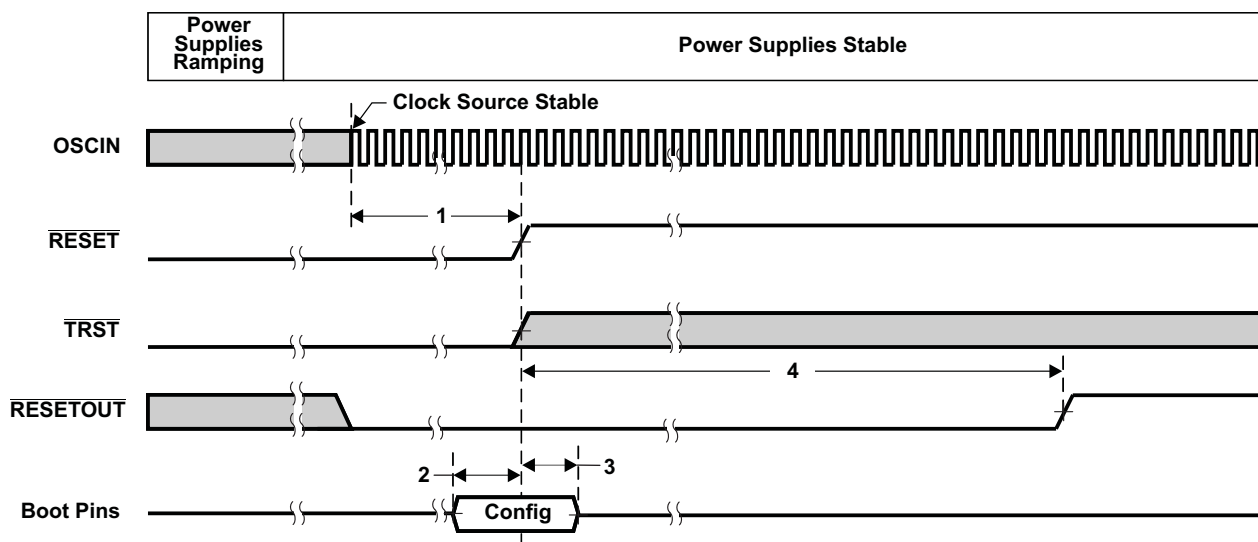 Power
Supplies
Ramping
Power Supplies Stable
Clock Source Stable
OSCIN
1
RESET
TRST
4
RESETOUT
2
3
Boot Pins
Config